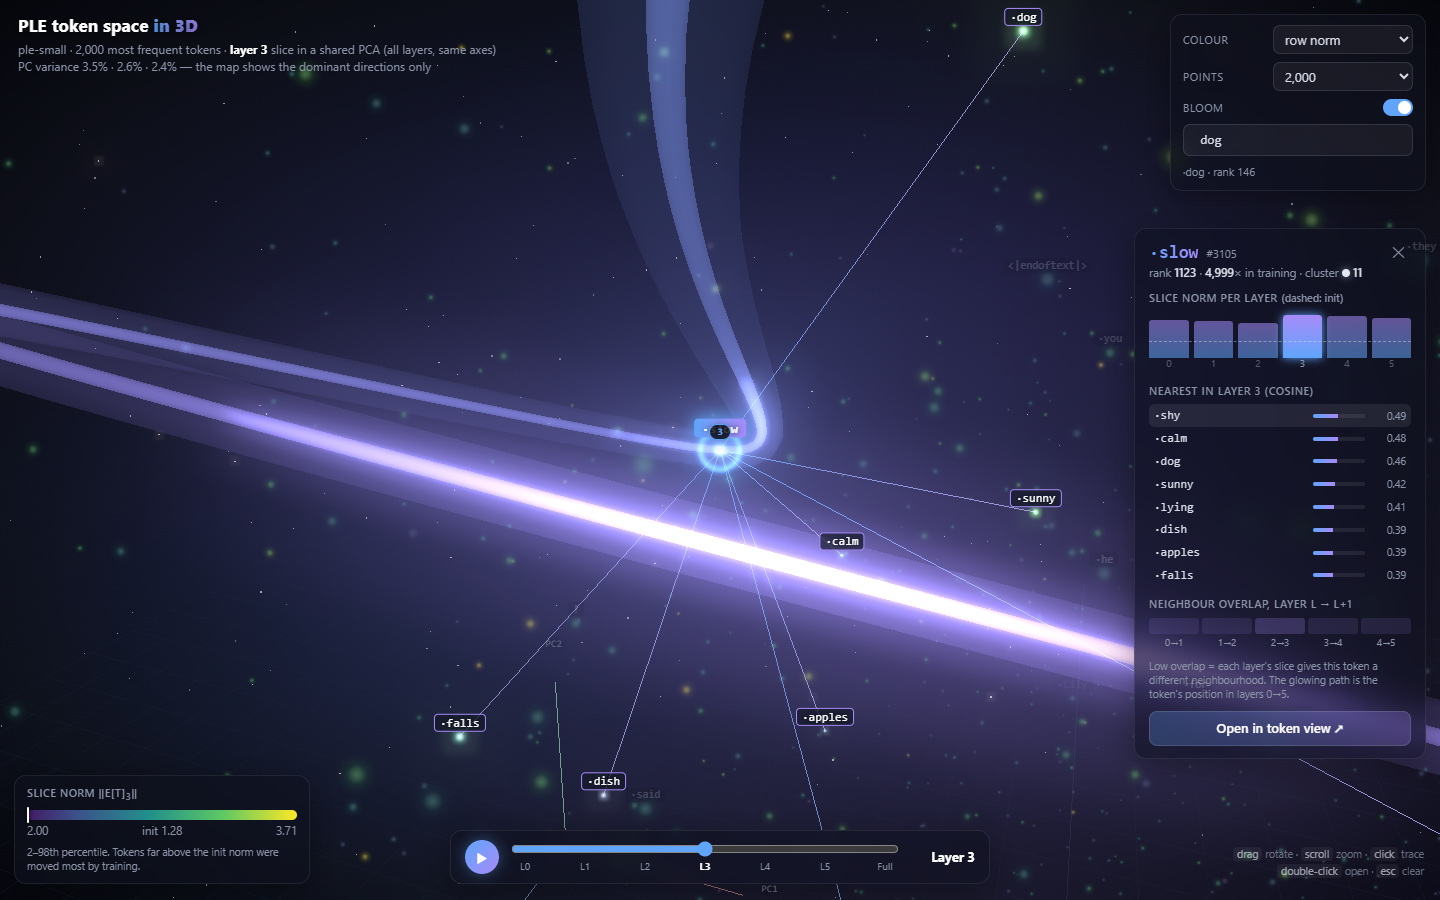 PLE token space in 3D
ple-small · 2,000 most frequent tokens · layer 3 slice in a shared PCA (all layers, same axes)
PC variance 3.5% · 2.6% · 2.4% — the map shows the dominant directions only
·dog
COLOUR
row norm
POINTS
2,000
BLOOM
dog
·dog · rank 146
<|endoftext|>
·they
·you
·he
·slow #3105
rank 1123 · 4,999× in training · cluster 11
SLICE NORM PER LAYER (dashed: init)
0 1 2 3 4 5
NEAREST IN LAYER 3 (COSINE)
·shy 0.49
·calm 0.48
·dog 0.46
·sunny 0.42
·lying 0.41
·dish 0.39
·apples 0.39
·falls 0.39
NEIGHBOUR OVERLAP, LAYER L → L+1
0→1 1→2 2→3 3→4 4→5
Low overlap = each layer's slice gives this token a
different neighbourhood. The glowing path is the
token's position in layers 0→5.
Open in token view ↗
3
·sunny
·calm
PC2
·falls
·apples
·dish
·said
SLICE NORM ||E[T]3||
2.00 init 1.28 3.71
2–98th percentile. Tokens far above the init norm were
moved most by training.
L0 L1 L2 L3 L4 L5 Full
Layer 3
PC1
drag rotate · scroll zoom · click trace
double-click open · esc clear